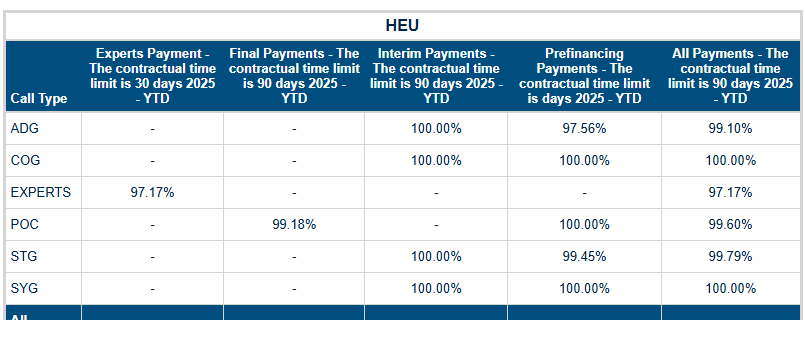 HEU
Call Type | Experts Payment - The contractual time limit is 30 days 2025 - YTD | Final Payments - The contractual time limit is 90 days 2025 - YTD | Interim Payments - The contractual time limit is 90 days 2025 - YTD | Prefinancing Payments - The contractual time limit is days 2025 - YTD | All Payments - The contractual time limit is 90 days 2025 - YTD
ADG | - | - | 100.00% | 97.56% | 99.10%
COG | - | - | 100.00% | 100.00% | 100.00%
EXPERTS | 97.17% | - | - | - | 97.17%
POC | - | 99.18% | - | 100.00% | 99.60%
STG | - | - | 100.00% | 99.45% | 99.79%
SYG | - | - | 100.00% | 100.00% | 100.00%
All